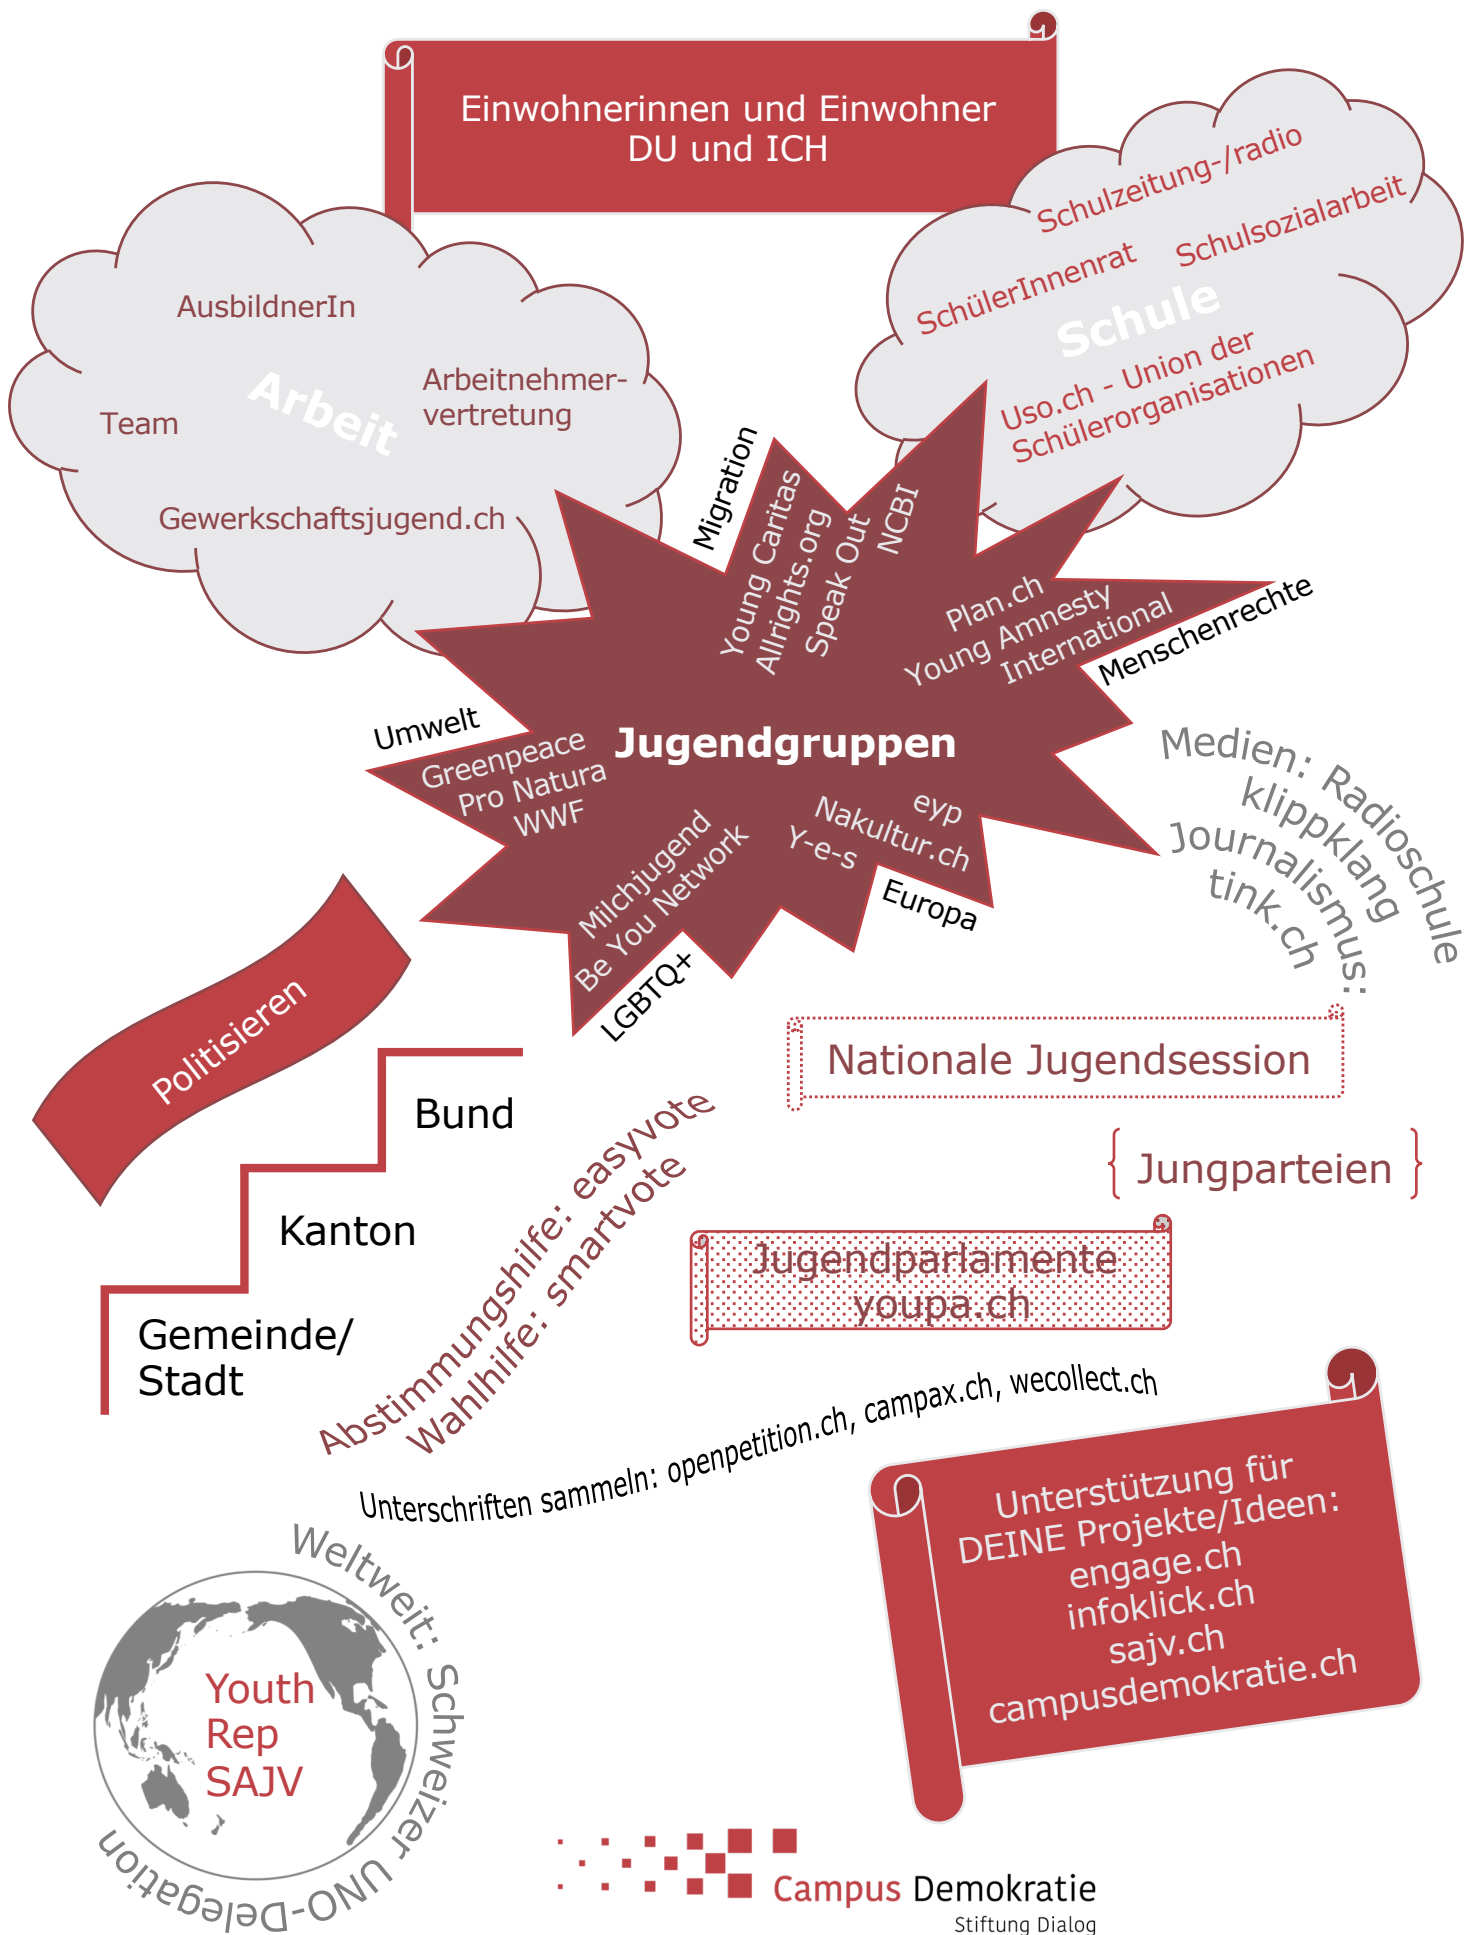 Einwohnerinnen und Einwohner
DU und ICH
Schulzeitung-/radio
Schulsozialarbeit
SchülerInnenrat
Schule
Uso.ch - Union der
Schülerorganisationen
AusbildnerIn
Arbeitnehmer-
vertretung
Arbeit
Team
Gewerkschaftsjugend.ch
Migration
Young Caritas
Allrights.org
Speak Out
NCBI
Plan.ch
Young Amnesty
International
Menschenrechte
Umwelt
Greenpeace
Pro Natura
WWF
Jugendgruppen
Milchjugend
Be You Network
LGBTQ+
eyp
Nakultur.ch
Y-e-s
Europa
Medien: Radioschule
klippklang
Journalismus:
tink.ch
Politisieren
Bund
Kanton
Gemeinde/
Stadt
Nationale Jugendsession
{ Jungparteien }
Abstimmungshilfe: easyvote
Wahlhilfe: smartvote
Jugendparlamente
youpa.ch
Unterschriften sammeln: openpetition.ch, campax.ch, wecollect.ch
Unterstützung für
DEINE Projekte/Ideen:
engage.ch
infoklick.ch
sajv.ch
campusdemokratie.ch
Weltweit: Schweizer UNO-Delegation
Youth
Rep
SAJV
Campus Demokratie
Stiftung Dialog